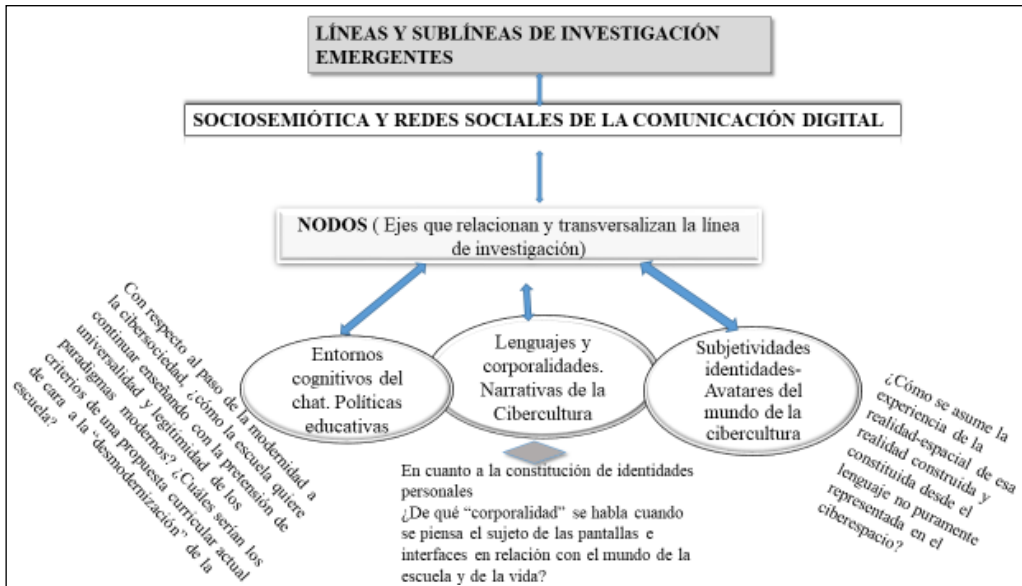 LÍNEAS Y SUBLÍNEAS DE INVESTIGACIÓN
EMERGENTES
SOCIOSEMIÓTICA Y REDES SOCIALES DE LA COMUNICACIÓN DIGITAL
NODOS ( Ejes que relacionan y transversalizan la línea
de investigación)
Entornos
cognitivos del
chat. Políticas
educativas
Lenguajes y
corporalidades.
Narrativas de la
Cibercultura
Subjetividades
identidades-
Avatares del
mundo de la
cibercultura
Con respecto al paso de la modernidad a
la cibersociedad, ¿cómo la escuela quiere
continuar enseñando con la pretensión de
universalidad y legitimidad de los
paradigmas modernos? ¿Cuáles serían los
criterios de una propuesta curricular actual
de cara a la "desmodernización" de la
escuela?
En cuanto a la constitución de identidades
personales
¿De qué “corporalidad” se habla cuando
se piensa el sujeto de las pantallas e
interfaces en relación con el mundo de la
escuela y de la vida?
¿Cómo se asume la
experiencia de la
realidad-espacial de esa
realidad construida y
constituida desde el
lenguaje no puramente
representada en el
ciberespacio?